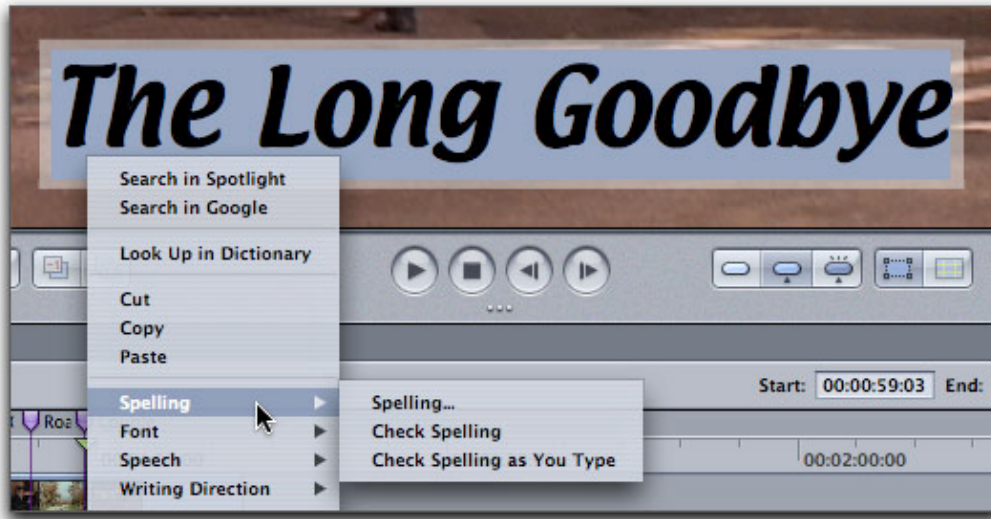 The Long Goodbye
Search in Spotlight
Search in Google
Look Up in Dictionary
Cut
Copy
Paste
Spelling
Font
Speech
Writing Direction
Spelling...
Check Spelling
Check Spelling as You Type
Start: 00:00:59:03 End:
Roa
00:02:00:00